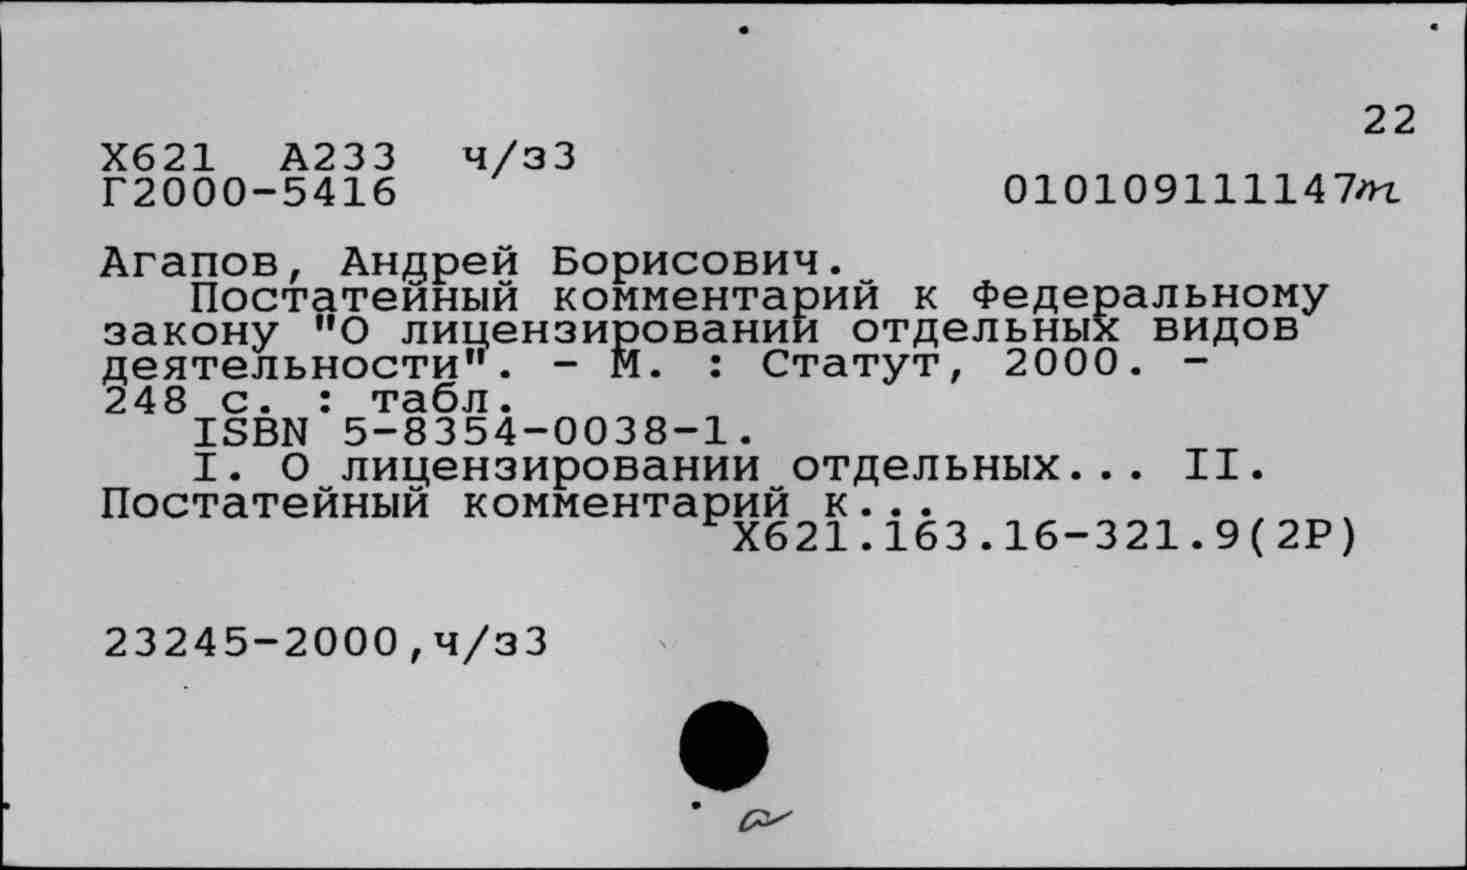 22
Х621 А233 ч/з3
Г2000-5416 010109111147т
Агапов, Андрей Борисович.
Постатейный комментарий к Федеральному
закону "О лицензировании отдельных видов
деятельности". - М. : Статут, 2000. -
248 с. : табл.
ISBN 5-8354-0038-1.
I. О лицензировании отдельных... II.
Постатейный комментарий к...
Х621.163.16-321.9(2Р)
23245-2000,ч/з3